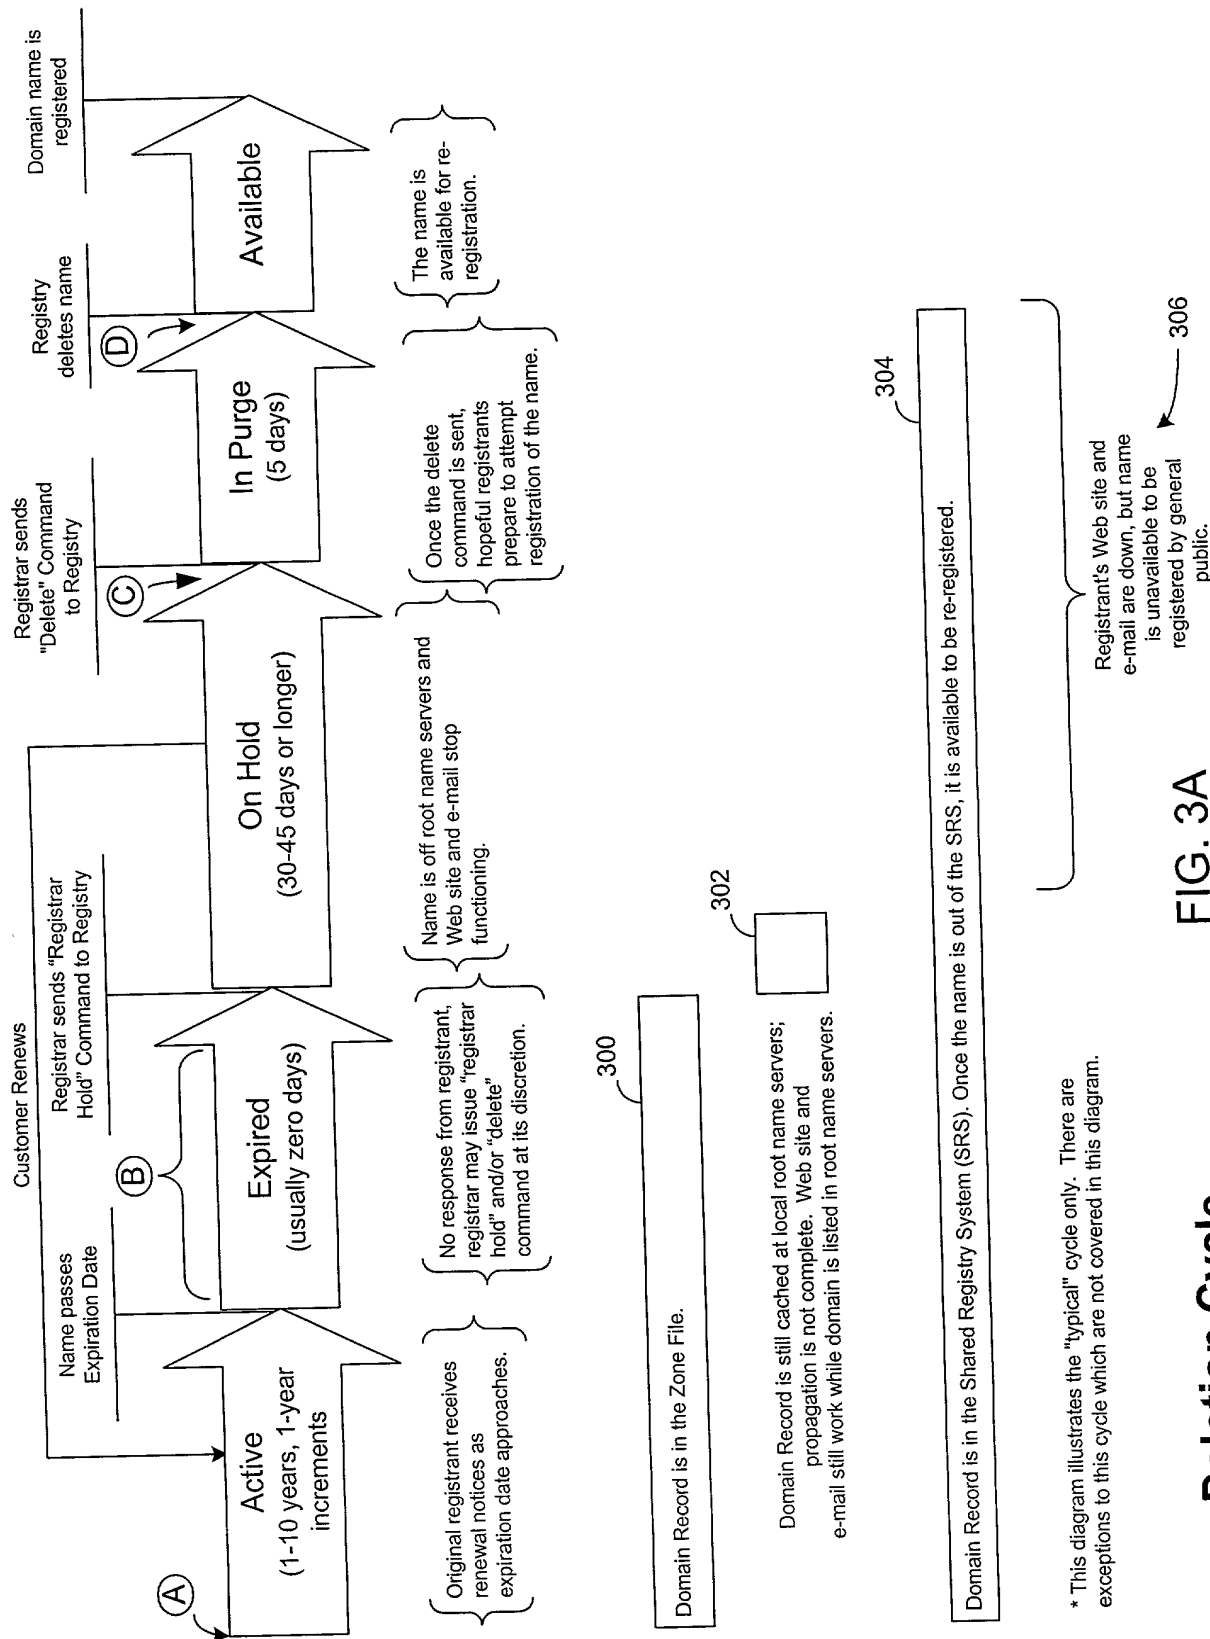 Customer Renews
Name passes
Expiration Date
Registrar sends "Registrar
Hold" Command to Registry
Registrar sends
"Delete" Command
to Registry
Registry
deletes name
Domain name is
registered
A
B
C
D
Active
(1-10 years, 1-year
increments
Expired
(usually zero days)
On Hold
(30-45 days or longer)
In Purge
(5 days)
Available
Original registrant receives
renewal notices as
expiration date approaches.
No response from registrant,
registrar may issue "registrar
hold" and/or "delete"
command at its discretion.
Name is off root name servers and
Web site and e-mail stop
functioning.
Once the delete
command is sent,
hopeful registrants
prepare to attempt
registration of the name.
The name is
available for re-
registration.
300
Domain Record is in the Zone File.
302
Domain Record is still cached at local root name servers;
propagation is not complete. Web site and
e-mail still work while domain is listed in root name servers.
304
Domain Record is in the Shared Registry System (SRS). Once the name is out of the SRS, it is available to be re-registered.
Registrant's Web site and
e-mail are down, but name
is unavailable to be
registered by general
public.
306
* This diagram illustrates the "typical" cycle only. There are
exceptions to this cycle which are not covered in this diagram.
FIG. 3A
Deletion Cycle